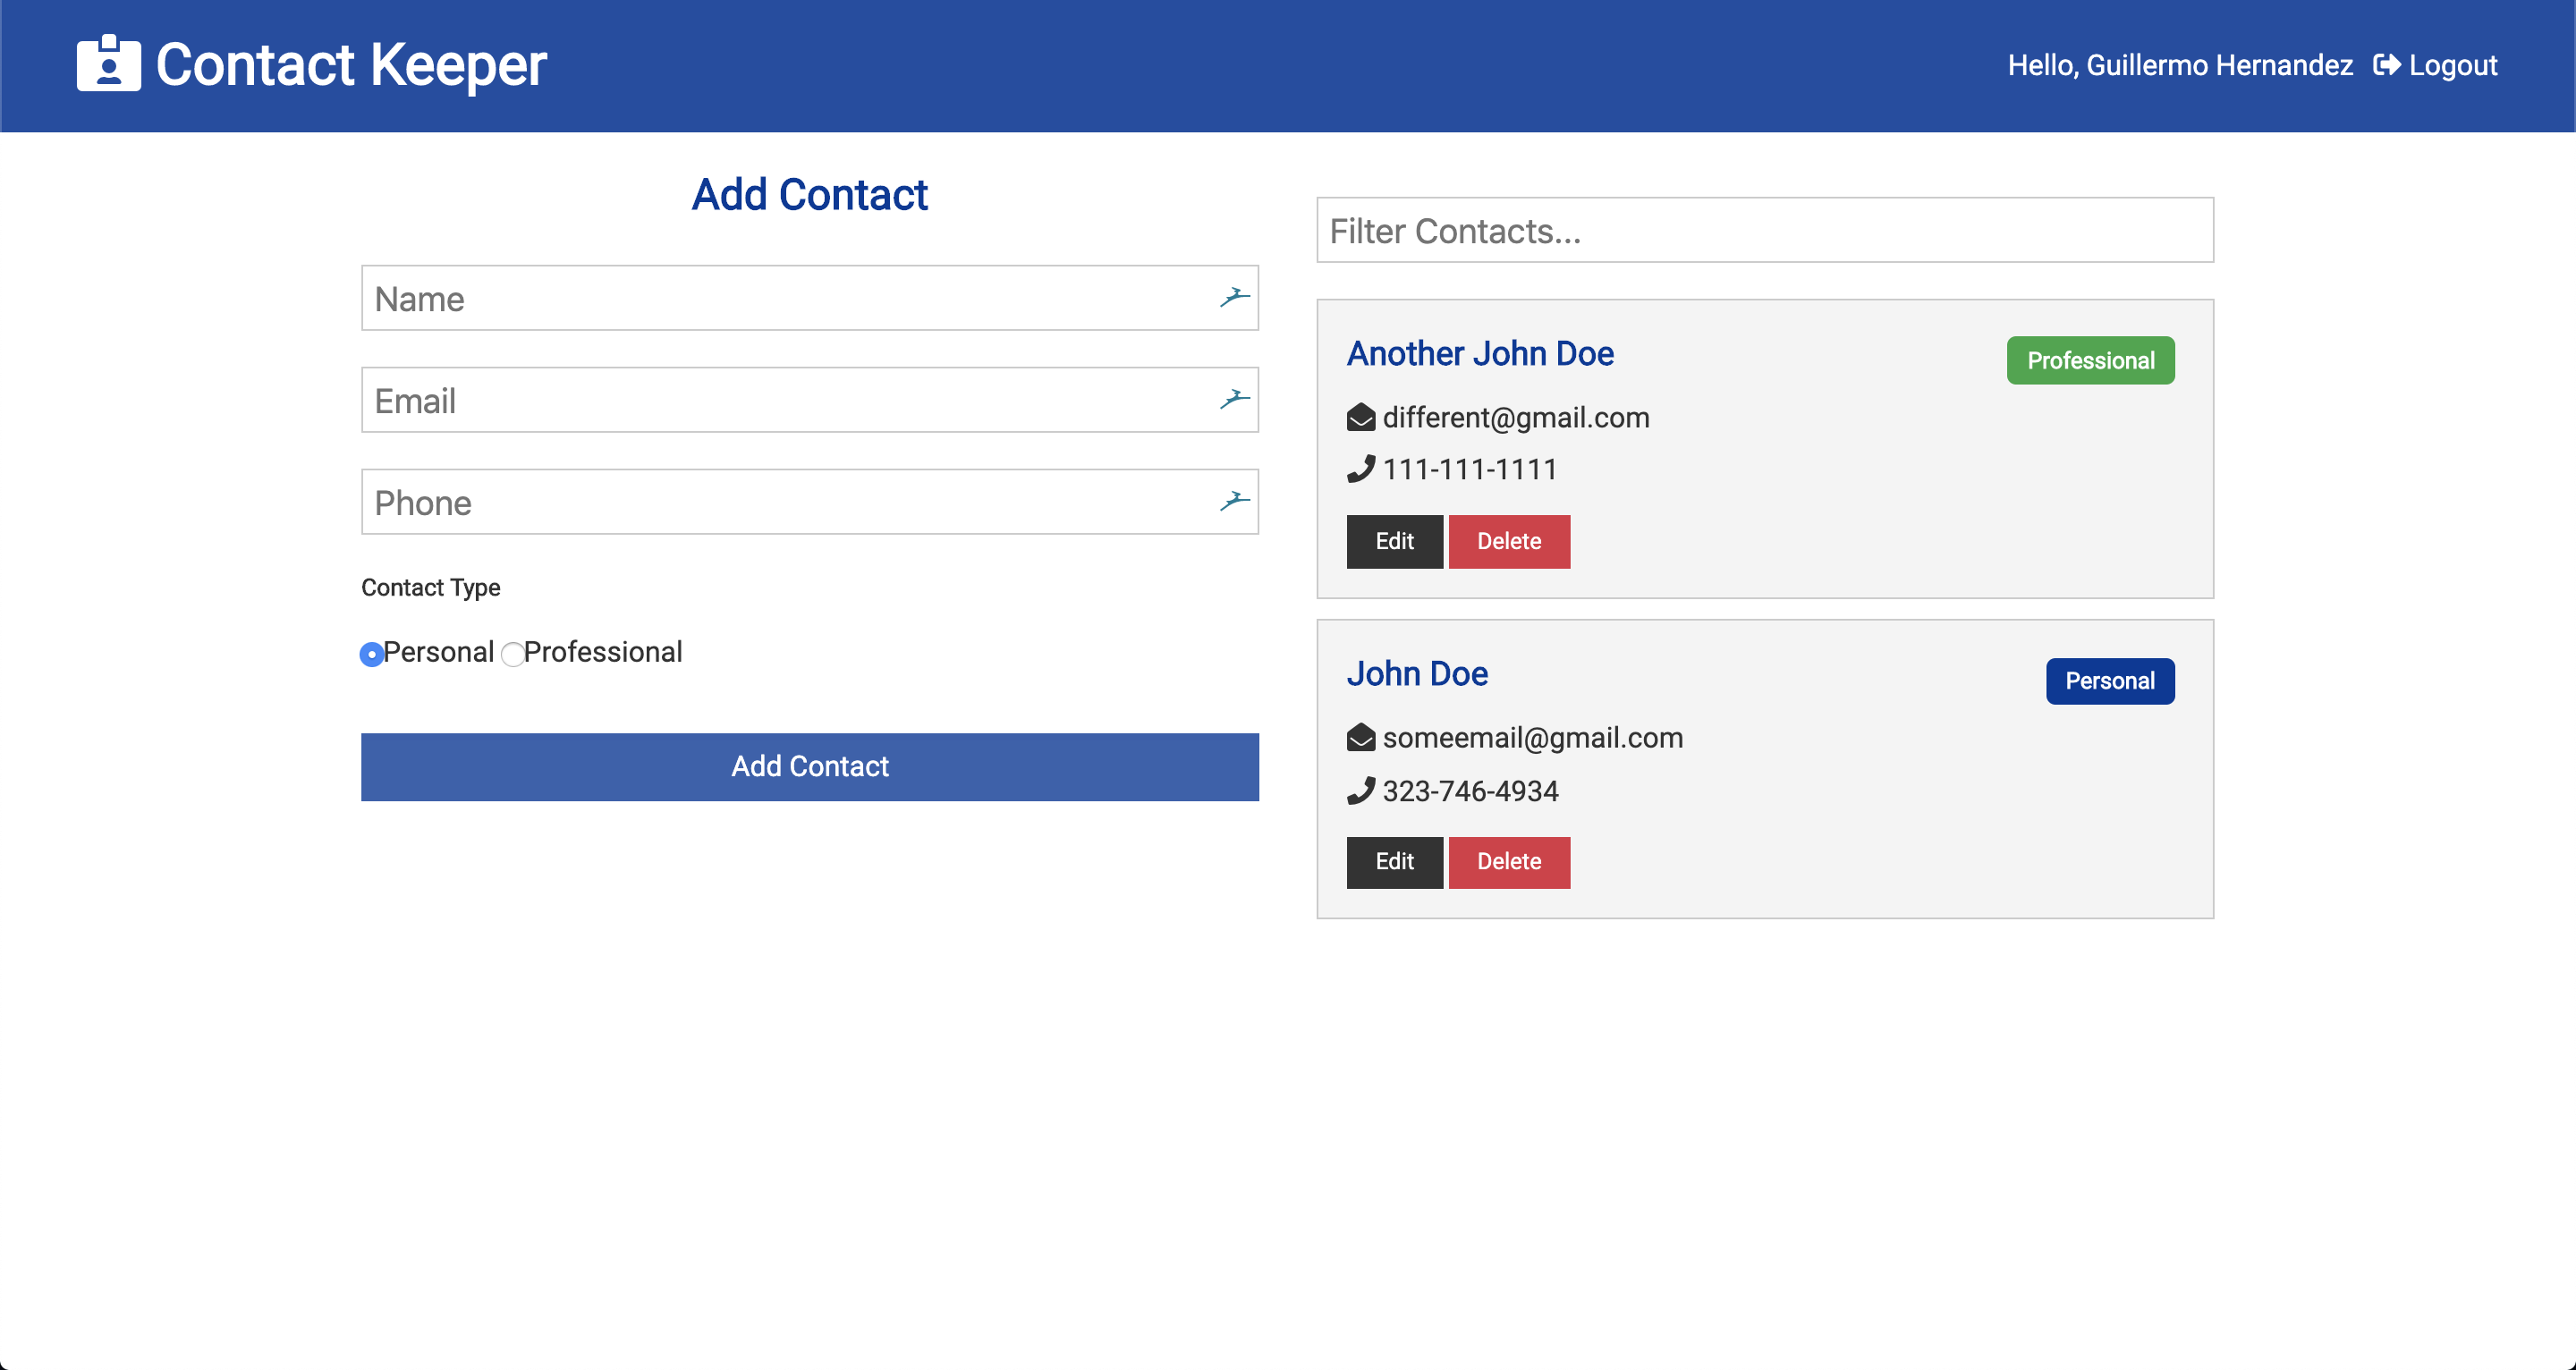 Contact Keeper
Hello, Guillermo Hernandez Logout
Add Contact
Name
Email
Phone
Contact Type
Personal Professional
Add Contact
Filter Contacts...
Another John Doe
Professional
different@gmail.com
111-111-1111
Edit Delete
John Doe
Personal
someemail@gmail.com
323-746-4934
Edit Delete